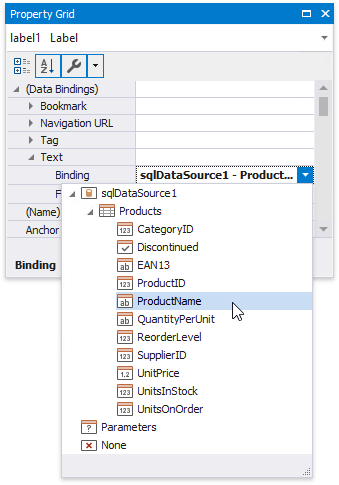 Property Grid
label1 Label
A Z
(Data Bindings)
Bookmark
Navigation URL
Tag
Text
Binding sqlDataSource1 - Product...
F
sqlDataSource1
(Name)
Products
Anchor
123 CategoryID
Discontinued
ab EAN13
Binding
123 ProductID
ab ProductName
ab QuantityPerUnit
123 ReorderLevel
123 SupplierID
1.2 UnitPrice
123 UnitsInStock
123 UnitsOnOrder
? Parameters
None